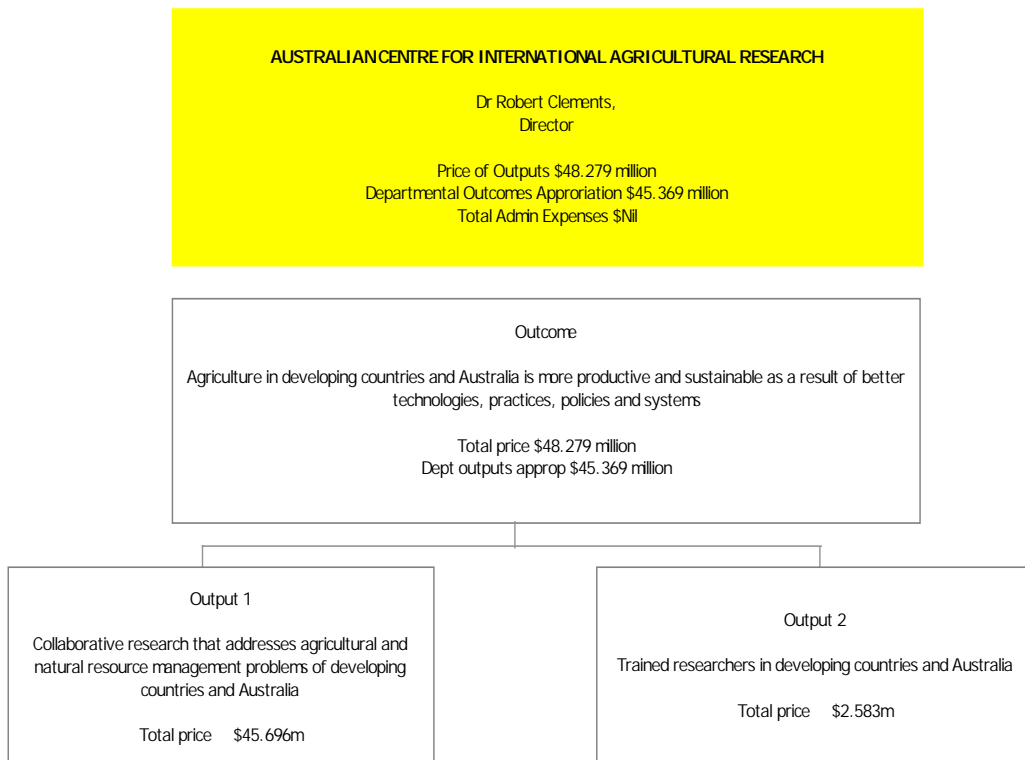 AUSTRALIAN CENTRE FOR INTERNATIONAL AGRICULTURAL RESEARCH
Dr Robert Clements,
Director
Price of Outputs $48.279 million
Departmental Outcomes Approriation $45.369 million
Total Admin Expenses $Nil
Outcome
Agriculture in developing countries and Australia is more productive and sustainable as a result of better
technologies, practices, policies and systems
Total price $48.279 million
Dept outputs approp $45.369 million
Output 1
Collaborative research that addresses agricultural and
natural resource management problems of developing
countries and Australia
Total price $45.696m
Output 2
Trained researchers in developing countries and Australia
Total price $2.583m